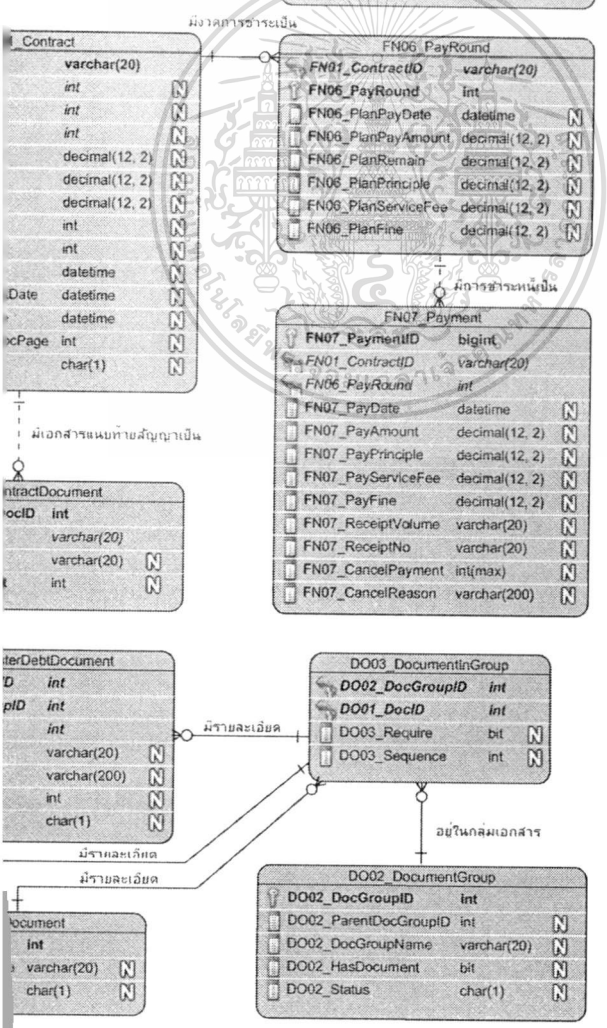 มีงวดการชำระเป็น
_Contract
varchar(20)
int N
int N
int N
decimal(12, 2) N
decimal(12, 2) N
decimal(12, 2) N
int N
int N
datetime N
Date datetime N
datetime N
ocPage int N
char(1) N
FN06_PayRound
FN01_ContractID varchar(20)
FN06_PayRound int
FN06_PlanPayDate datetime N
FN06_PlanPayAmount decimal(12, 2) N
FN06_PlanRemain decimal(12, 2) N
FN06_PlanPrinciple decimal(12, 2) N
FN06_PlanServiceFee decimal(12, 2) N
FN06_PlanFine decimal(12, 2) N
มีการชำระหนี้เป็น
FN07_Payment
FN07_PaymentID bigint
FN01_ContractID varchar(20)
FN06_PayRound int
FN07_PayDate datetime N
FN07_PayAmount decimal(12, 2) N
FN07_PayPrinciple decimal(12, 2) N
FN07_PayServiceFee decimal(12, 2) N
FN07_PayFine decimal(12, 2) N
FN07_ReceiptVolume varchar(20) N
FN07_ReceiptNo varchar(20) N
FN07_CancelPayment int(max) N
FN07_CancelReason varchar(200) N
มีเอกสารแนบท้ายสัญญาเป็น
ntractDocument
ocID int
varchar(20)
varchar(20) N
int N
sterDebtDocument
D int
pID int
int
varchar(20) N
varchar(200) N
int N
char(1) N
มีรายละเอียด
DO03_DocumentInGroup
DO02_DocGroupID int
DO01_DocID int
DO03_Require bit N
DO03_Sequence int N
อยู่ในกลุ่มเอกสาร
มีรายละเอียด
มีรายละเอียด
Document
int
varchar(20) N
char(1) N
DO02_DocumentGroup
DO02_DocGroupID int
DO02_ParentDocGroupID int N
DO02_DocGroupName varchar(20) N
DO02_HasDocument bit N
DO02_Status char(1) N